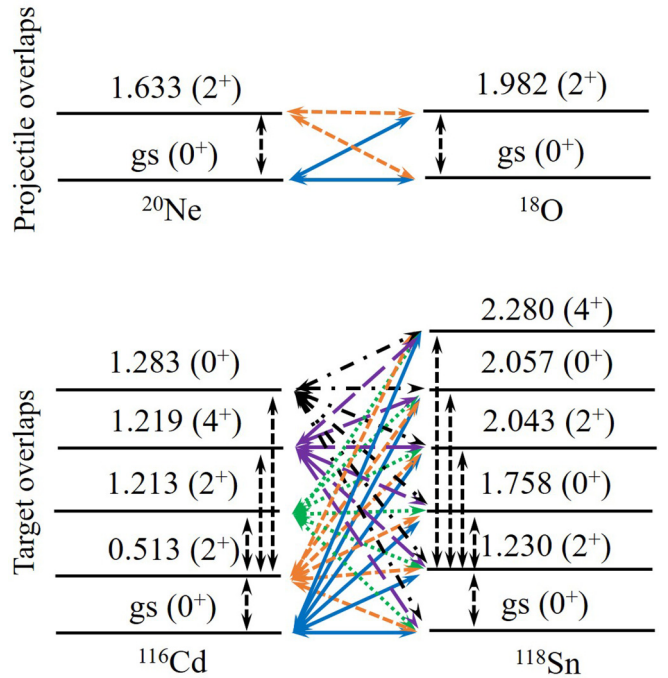 Projectile overlaps
1.633 (2⁺)
1.982 (2⁺)
gs (0⁺)
gs (0⁺)
²⁰Ne
¹⁸O
Target overlaps
2.280 (4⁺)
1.283 (0⁺)
2.057 (0⁺)
1.219 (4⁺)
2.043 (2⁺)
1.213 (2⁺)
1.758 (0⁺)
0.513 (2⁺)
1.230 (2⁺)
gs (0⁺)
gs (0⁺)
¹¹⁶Cd
¹¹⁸Sn